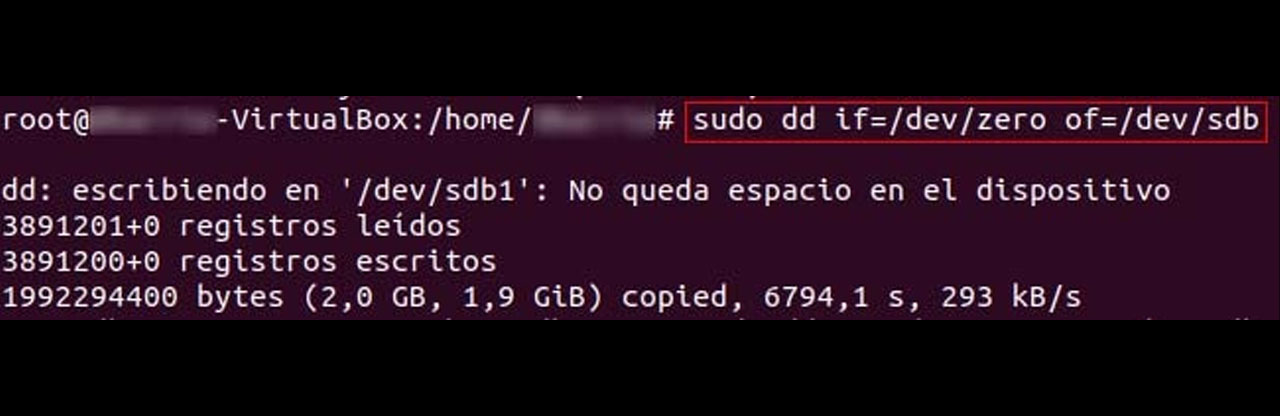 root@ -VirtualBox:/home/ # sudo dd if=/dev/zero of=/dev/sdb
dd: escribiendo en '/dev/sdb1': No queda espacio en el dispositivo
3891201+0 registros leídos
3891200+0 registros escritos
1992294400 bytes (2,0 GB, 1,9 GiB) copied, 6794,1 s, 293 kB/s